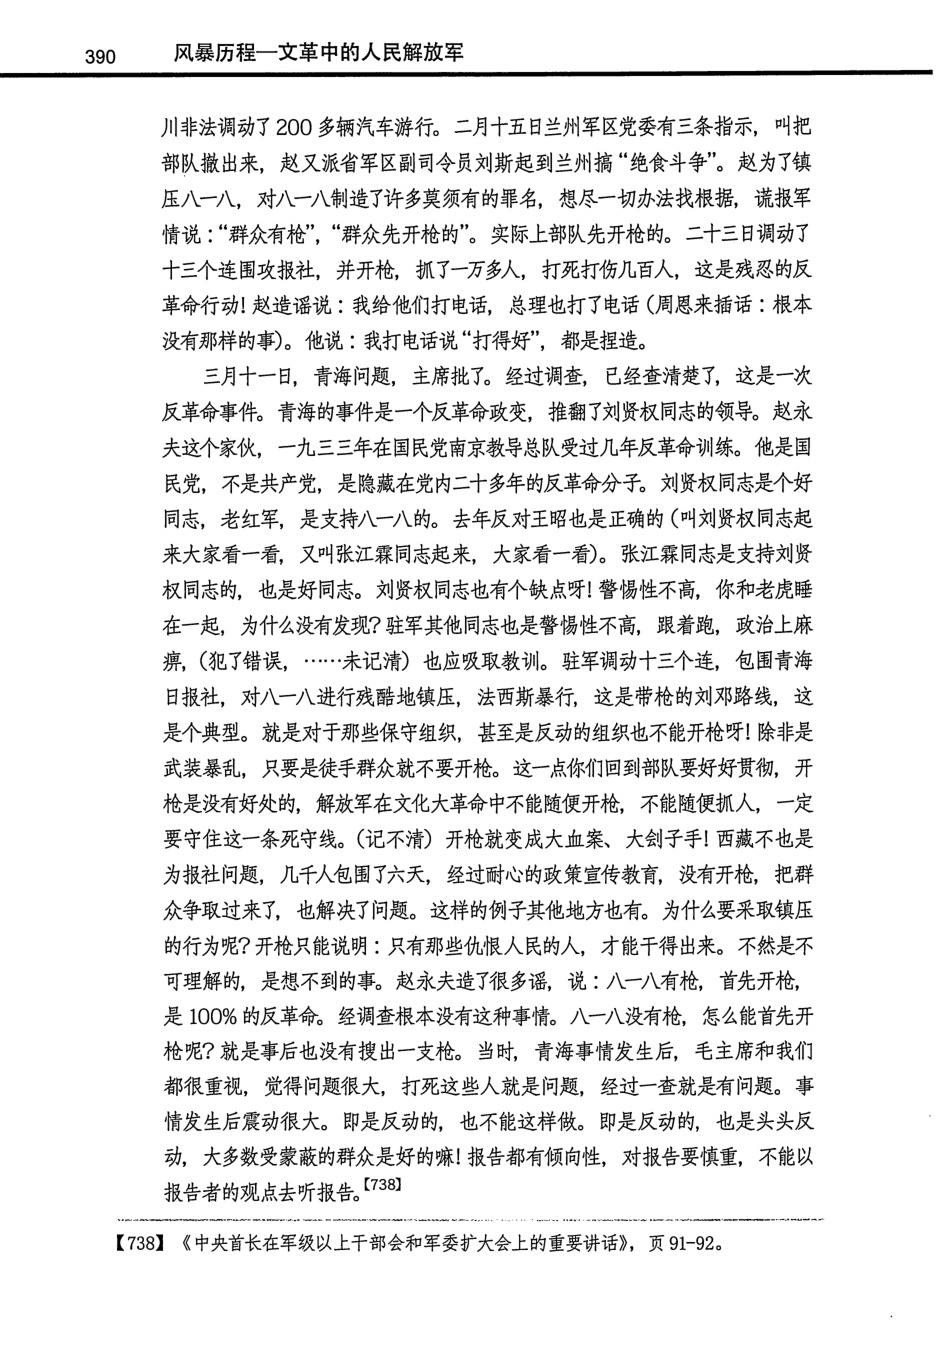 390 风暴历程—文革中的人民解放军
川非法调动了 200 多辆汽车游行。二月十五日兰州军区党委有三条指示，叫把
部队撤出来，赵又派省军区副司令员刘斯起到兰州搞“绝食斗争”。赵为了镇
压八一八，对八一八制造了许多莫须有的罪名，想尽一切办法找根据，谎报军
情说：“群众有枪”，“群众先开枪的”。实际上部队先开枪的。二十三日调动了
十三个连围攻报社，并开枪，抓了一万多人，打死打伤几百人，这是残忍的反
革命行动！赵造谣说：我给他们打电话，总理也打了电话（周恩来插话：根本
没有那样的事）。他说：我打电话说“打得好”，都是捏造。
三月十一日，青海问题，主席批了。经过调查，已经查清楚了，这是一次
反革命事件。青海的事件是一个反革命政变，推翻了刘贤权同志的领导。赵永
夫这个家伙，一九三三年在国民党南京教导总队受过几年反革命训练。他是国
民党，不是共产党，是隐藏在党内二十多年的反革命分子。刘贤权同志是个好
同志，老红军，是支持八一八的。去年反对王昭也是正确的（叫刘贤权同志起
来大家看一看，又叫张江霖同志起来，大家看一看）。张江霖同志是支持刘贤
权同志的，也是好同志。刘贤权同志也有个缺点呀！警惕性不高，你和老虎睡
在一起，为什么没有发现？驻军其他同志也是警惕性不高，跟着跑，政治上麻
痹，（犯了错误，……未记清）也应吸取教训。驻军调动十三个连，包围青海
日报社，对八一八进行残酷地镇压，法西斯暴行，这是带枪的刘邓路线，这
是个典型。就是对于那些保守组织，甚至是反动的组织也不能开枪呀！除非是
武装暴乱，只要是徒手群众就不要开枪。这一点你们回到部队要好好贯彻，开
枪是没有好处的，解放军在文化大革命中不能随便开枪，不能随便抓人，一定
要守住这一条死守线。（记不清）开枪就变成大血案、大刽子手！西藏不也是
为报社问题，几千人包围了六天，经过耐心的政策宣传教育，没有开枪，把群
众争取过来了，也解决了问题。这样的例子其他地方也有。为什么要采取镇压
的行为呢？开枪只能说明：只有那些仇恨人民的人，才能干得出来。不然是不
可理解的，是想不到的事。赵永夫造了很多谣，说：八一八有枪，首先开枪，
是 100% 的反革命。经调查根本没有这种事情。八一八没有枪，怎么能首先开
枪呢？就是事后也没有搜出一支枪。当时，青海事情发生后，毛主席和我们
都很重视，觉得问题很大，打死这些人就是问题，经过一查就是有问题。事
情发生后震动很大。即是反动的，也不能这样做。即是反动的，也是头头反
动，大多数受蒙蔽的群众是好的嘛！报告都有倾向性，对报告要慎重，不能以
报告者的观点去听报告。【738】
【738】《中央首长在军级以上干部会和军委扩大会上的重要讲话》，页 91-92。